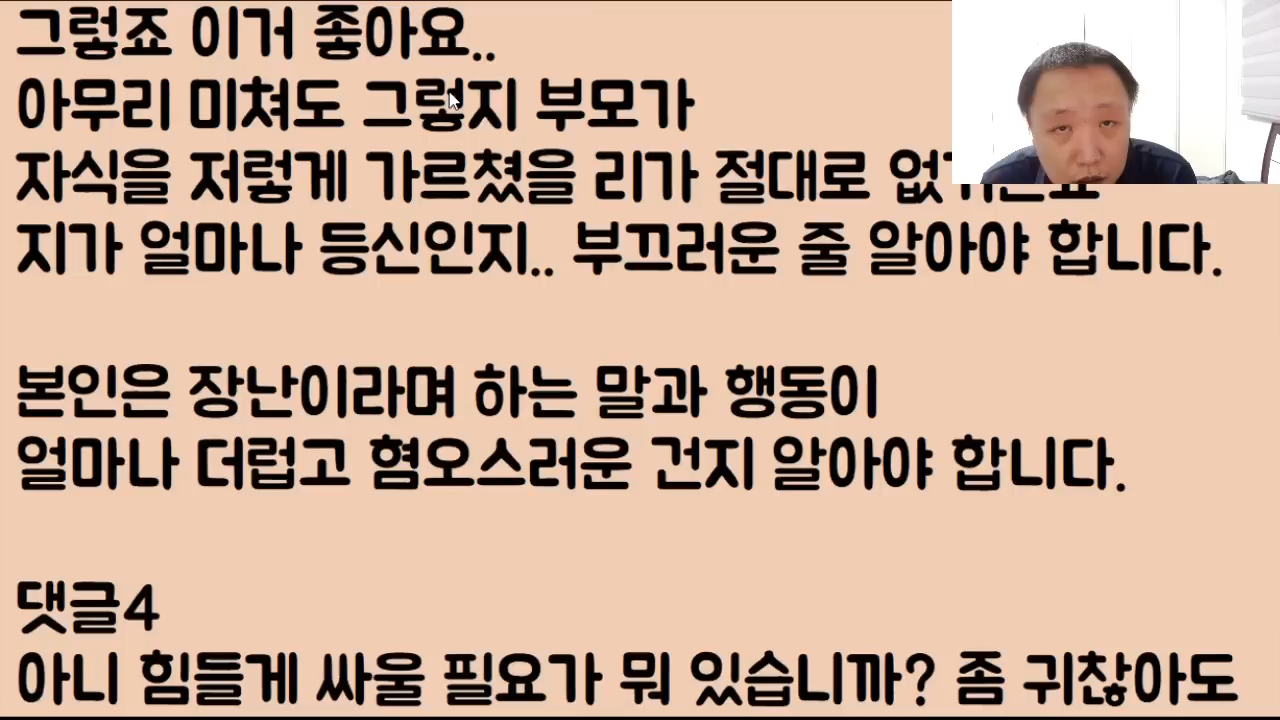 그렇죠 이거 좋아요..
아무리 미쳐도 그렇지 부모가
자식을 저렇게 가르쳤을 리가 절대로
지가 얼마나 등신인지.. 부끄러운 줄 알아야 합니다.
본인은 장난이라며 하는 말과 행동이
얼마나 더럽고 혐오스러운 건지 알아야 합니다.
댓글4
아니 힘들게 싸울 필요가 뭐 있습니까? 좀 귀찮아도